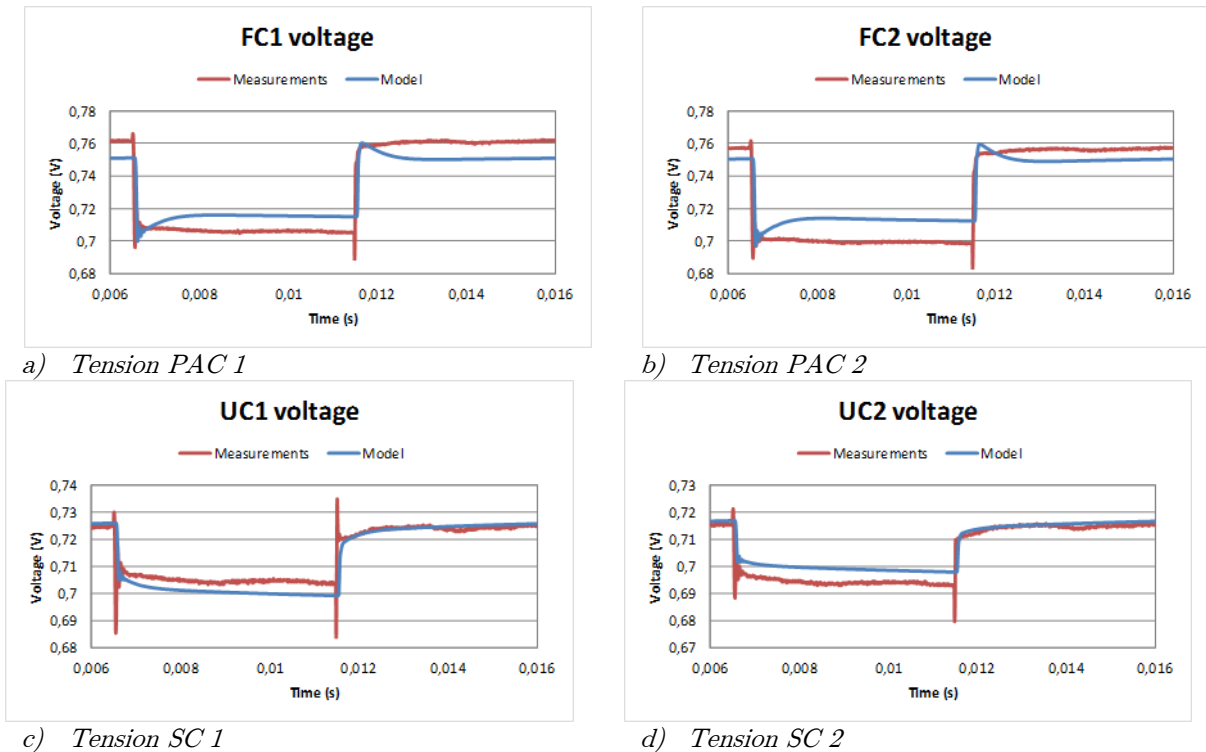 FC1 voltage
Measurements Model
0,78
0,76
0,74
0,72
0,7
0,68
Voltage (V)
0,006 0,008 0,01 0,012 0,014 0,016
Time (s)
a) Tension PAC 1
FC2 voltage
Measurements Model
0,78
0,76
0,74
0,72
0,7
0,68
Voltage (V)
0,006 0,008 0,01 0,012 0,014 0,016
Time (s)
b) Tension PAC 2
UC1 voltage
Measurements Model
0,74
0,73
0,72
0,71
0,7
0,69
0,68
Voltage (V)
0,006 0,008 0,01 0,012 0,014 0,016
Time (s)
c) Tension SC 1
UC2 voltage
Measurements Model
0,73
0,72
0,71
0,7
0,69
0,68
0,67
Voltage (V)
0,006 0,008 0,01 0,012 0,014 0,016
Time (s)
d) Tension SC 2